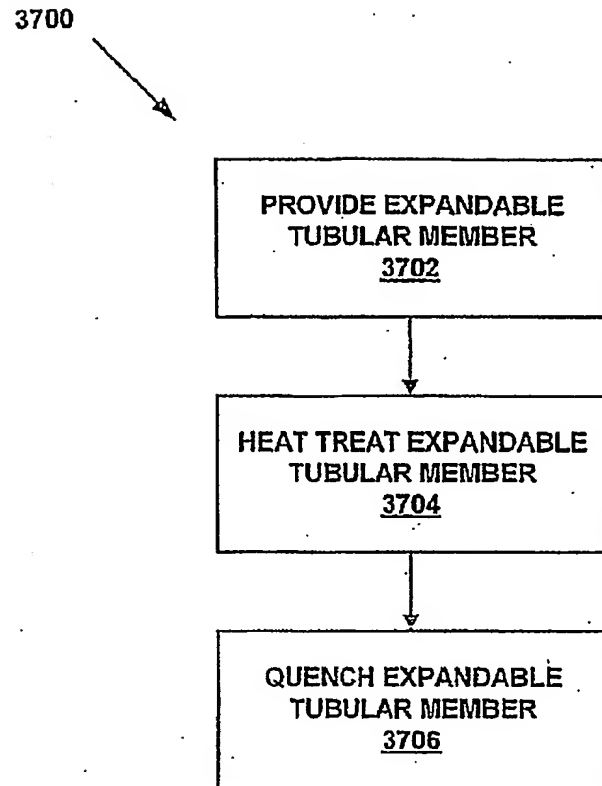 3700
PROVIDE EXPANDABLE
TUBULAR MEMBER
3702
HEAT TREAT EXPANDABLE
TUBULAR MEMBER
3704
QUENCH EXPANDABLE
TUBULAR MEMBER
3706